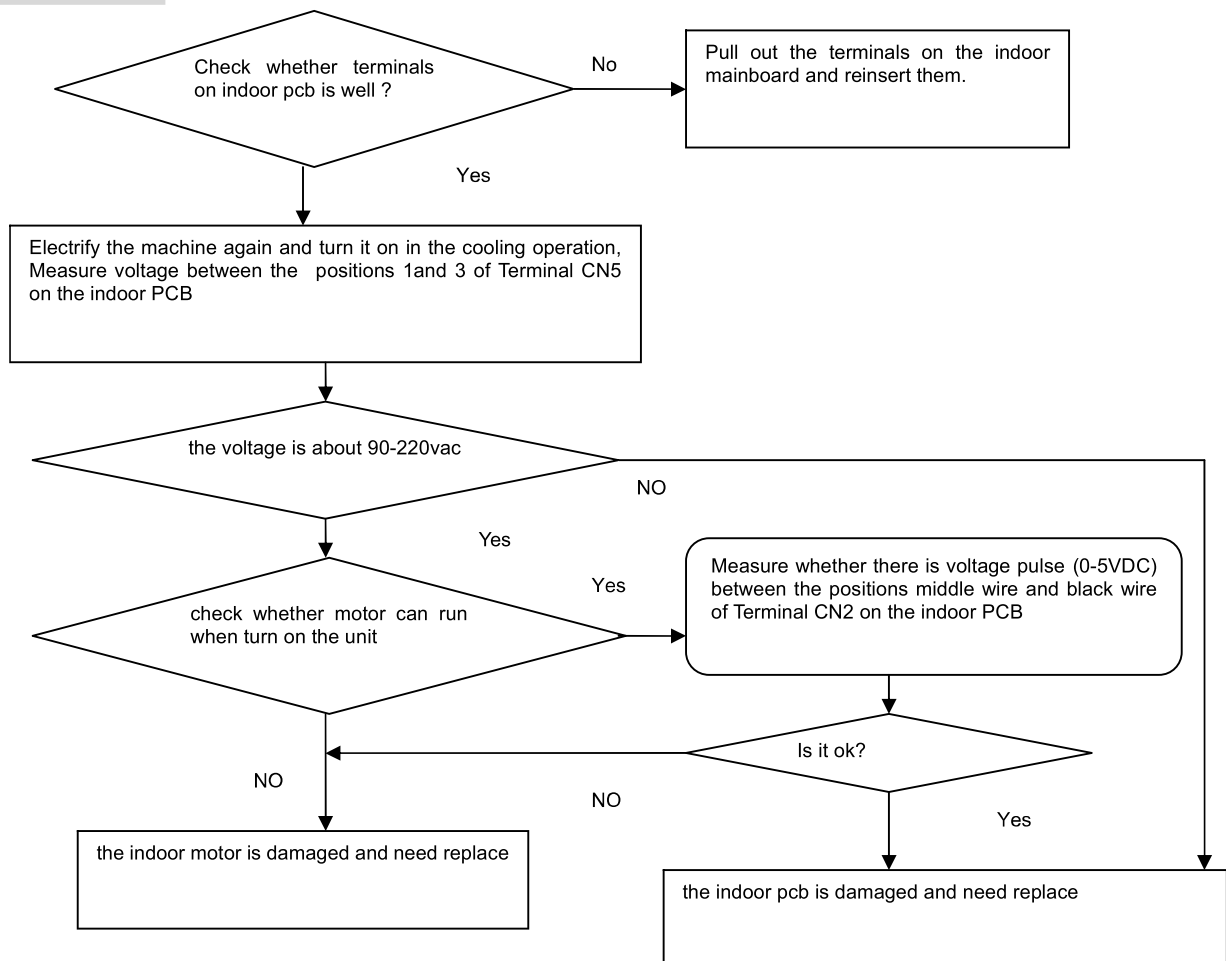 Check whether terminals
on indoor pcb is well ?
No
Pull out the terminals on the indoor
mainboard and reinsert them.
Yes
Electrify the machine again and turn it on in the cooling operation,
Measure voltage between the positions 1and 3 of Terminal CN5
on the indoor PCB
the voltage is about 90-220vac
NO
Yes
check whether motor can run
when turn on the unit
Yes
Measure whether there is voltage pulse (0-5VDC)
between the positions middle wire and black wire
of Terminal CN2 on the indoor PCB
Is it ok?
NO
NO
Yes
the indoor motor is damaged and need replace
the indoor pcb is damaged and need replace